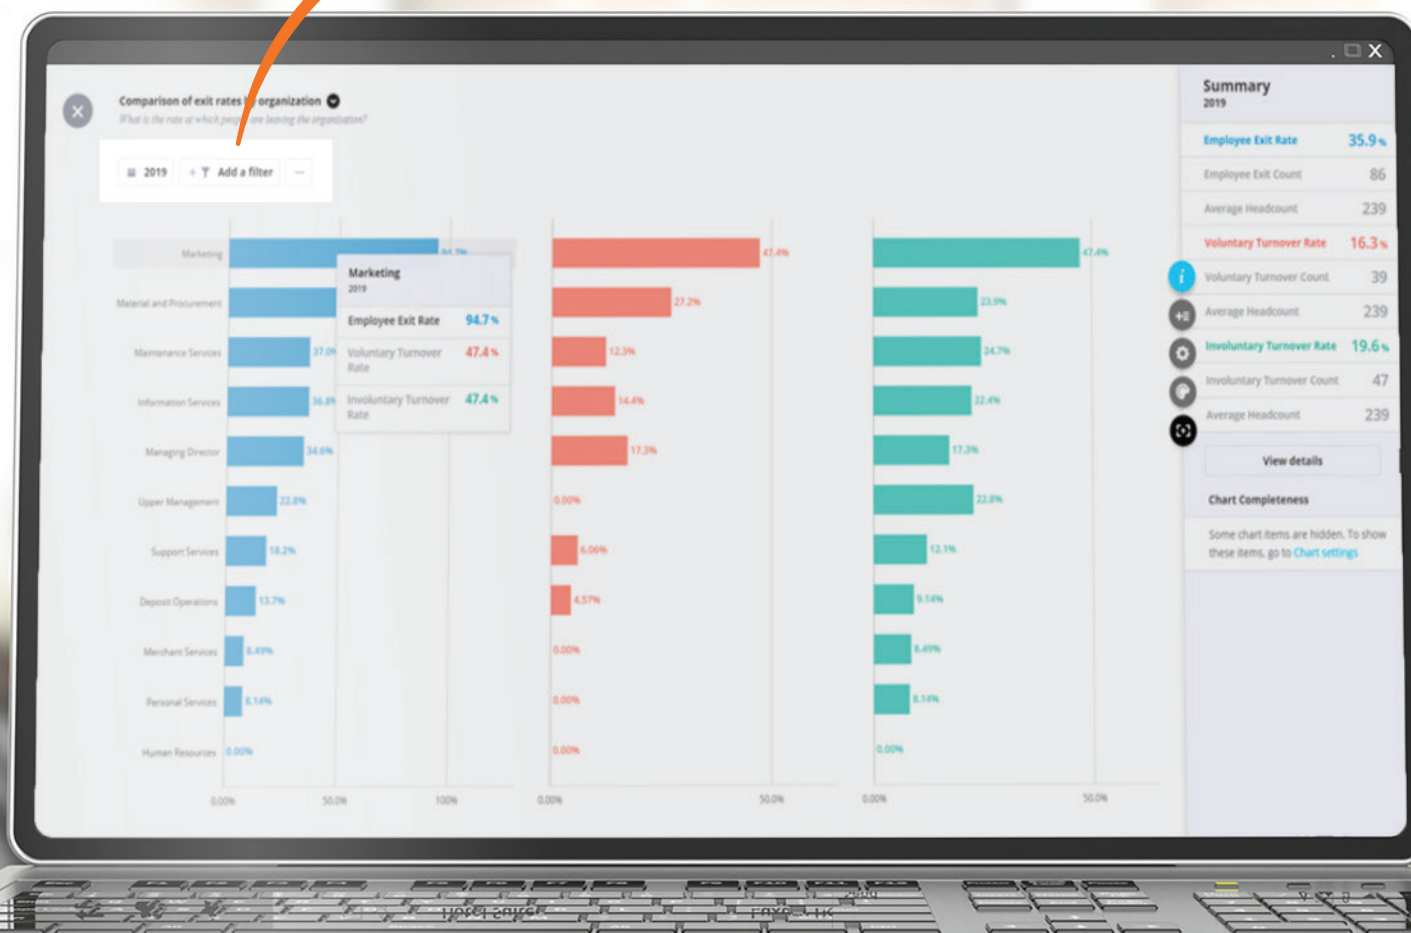 X
Comparison of exit rates by organization
What is the rate at which people are leaving the organization?
2019
Add a filter
Marketing
94.7%
47.4%
47.4%
Material and Procurement
27.2%
23.9%
Maintenance Services
37.0%
12.3%
24.7%
Information Services
36.8%
14.4%
22.4%
Managing Director
34.6%
17.3%
17.3%
Upper Management
22.8%
0.00%
22.8%
Support Services
18.2%
6.06%
12.1%
Deposit Operations
13.7%
4.57%
9.14%
Merchant Services
8.49%
0.00%
8.49%
Personal Services
8.14%
0.00%
8.14%
Human Resources
0.00%
0.00%
0.00%
0.00%
50.0%
100%
0.00%
50.0%
0.00%
50.0%
Marketing
2019
Employee Exit Rate 94.7%
Voluntary Turnover 47.4%
Rate
Involuntary Turnover 47.4%
Rate
Summary
2019
Employee Exit Rate 35.9%
Employee Exit Count 86
Average Headcount 239
Voluntary Turnover Rate 16.3%
Voluntary Turnover Count 39
Average Headcount 239
Involuntary Turnover Rate 19.6%
Involuntary Turnover Count 47
Average Headcount 239
View details
Chart Completeness
Some chart items are hidden. To show
these items, go to Chart settings